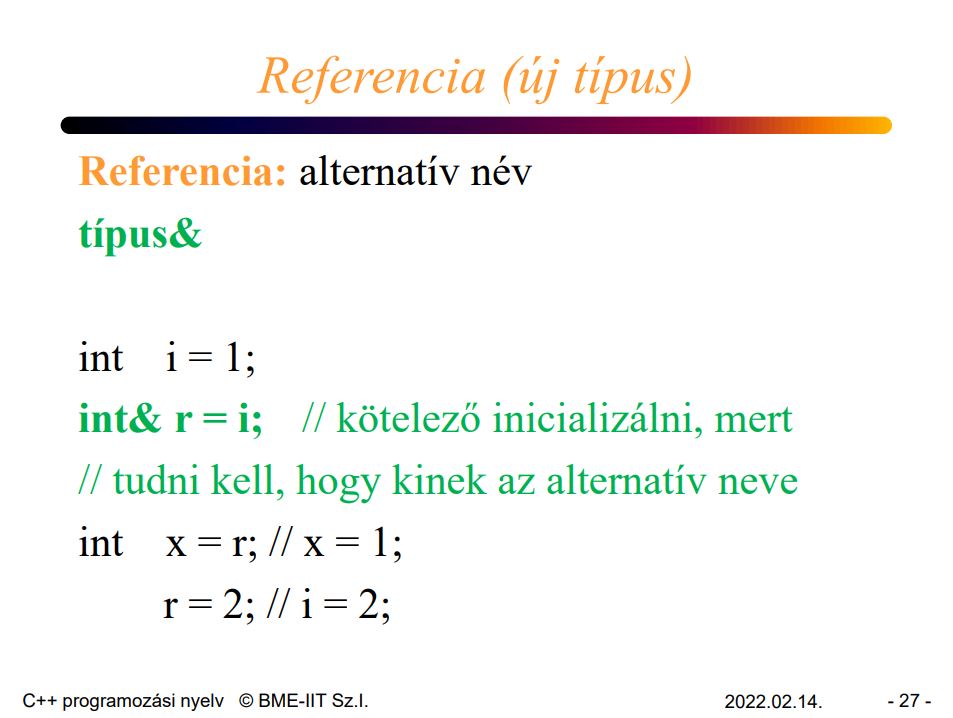 Referencia (új típus)
Referencia: alternatív név
típus&
int i = 1;
int& r = i; // kötelező inicializálni, mert
// tudni kell, hogy kinek az alternatív neve
int x = r; // x = 1;
r = 2; // i = 2;
C++ programozási nyelv © BME-IIT Sz.I. 2022.02.14. - 27 -